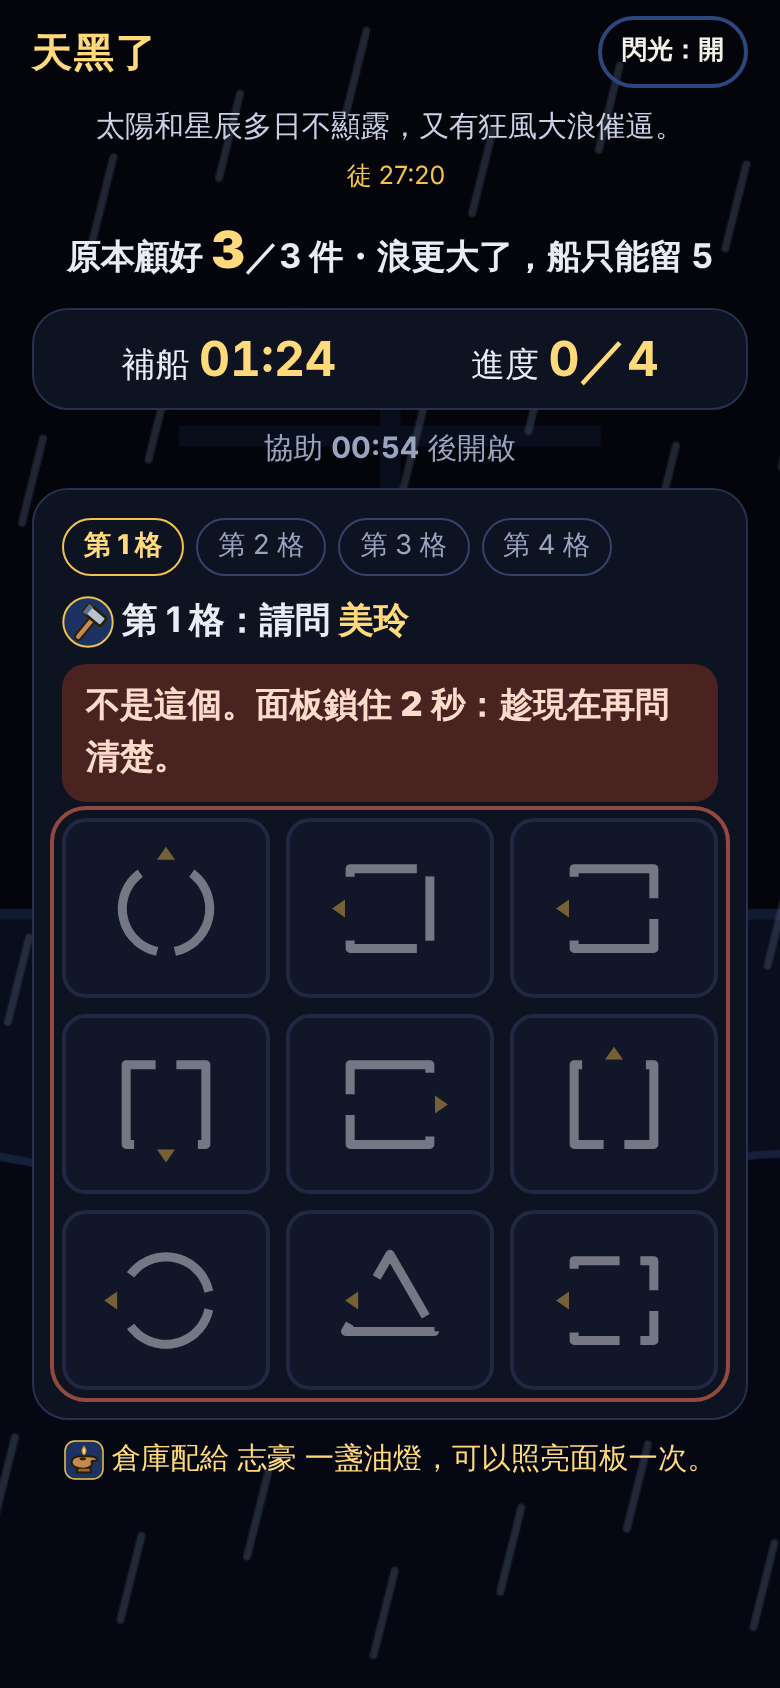 天黑了
閃光：開
太陽和星辰多日不顯露，又有狂風大浪催逼。
徒 27:20
原本顧好 3／3 件・浪更大了，船只能留 5
補船 01:24
進度 0／4
協助 00:54 後開啟
第 1 格
第 2 格
第 3 格
第 4 格
第 1 格：請問 美玲
不是這個。面板鎖住 2 秒：趁現在再問
清楚。
倉庫配給 志豪 一盞油燈，可以照亮面板一次。